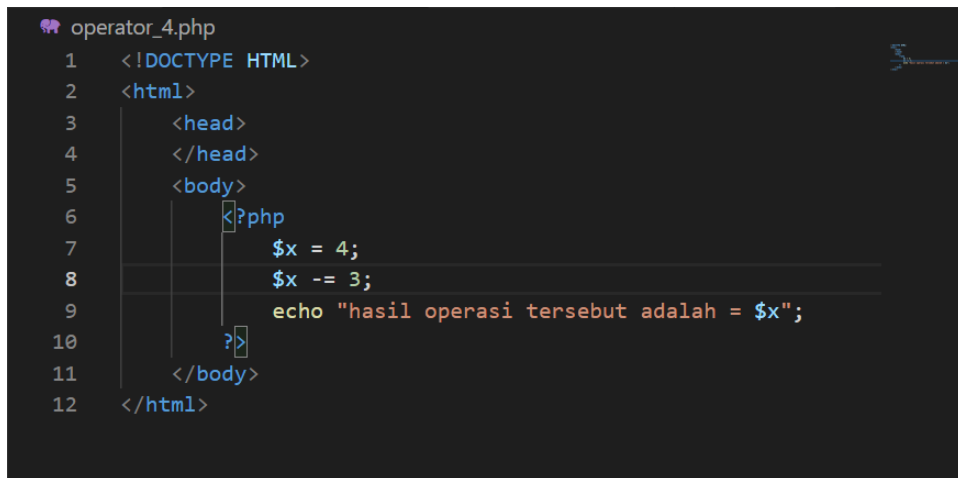 operator_4.php
1 <!DOCTYPE HTML>
2 <html>
3 <head>
4 </head>
5 <body>
6 <?php
7 $x = 4;
8 $x -= 3;
9 echo "hasil operasi tersebut adalah = $x";
10 ?>
11 </body>
12 </html>